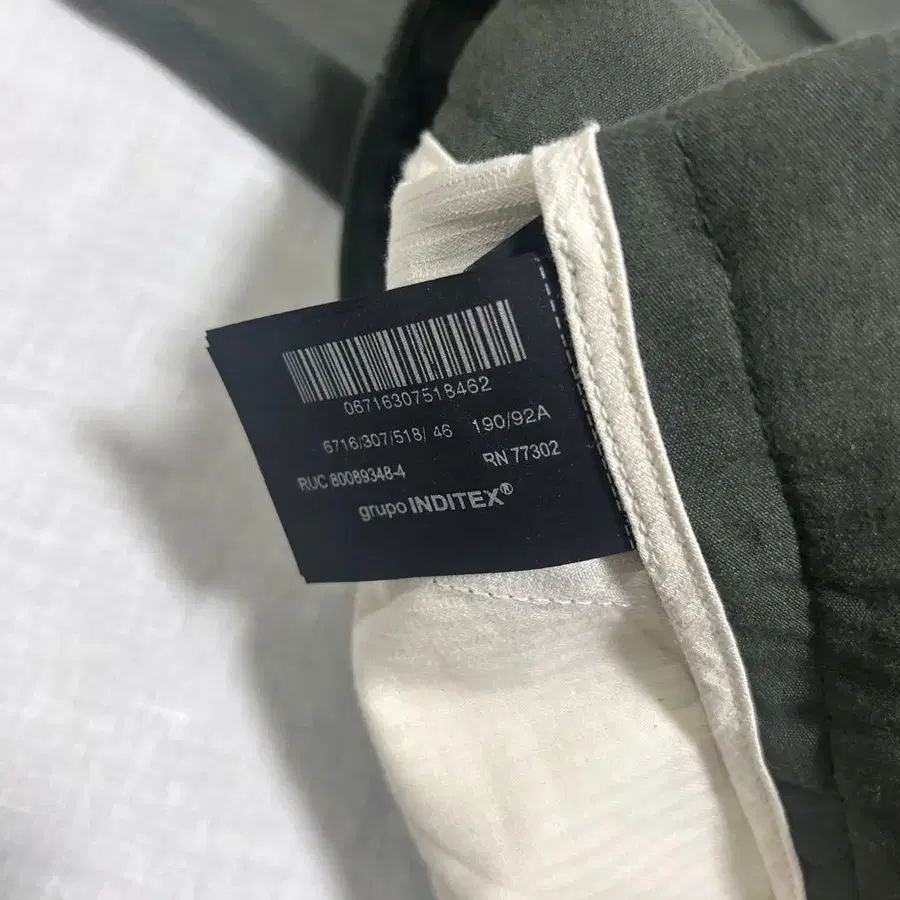 06716307518462
6716/307/518/ 46 190/92A
RUC 80089348-4 RN 77302
grupo INDITEX®